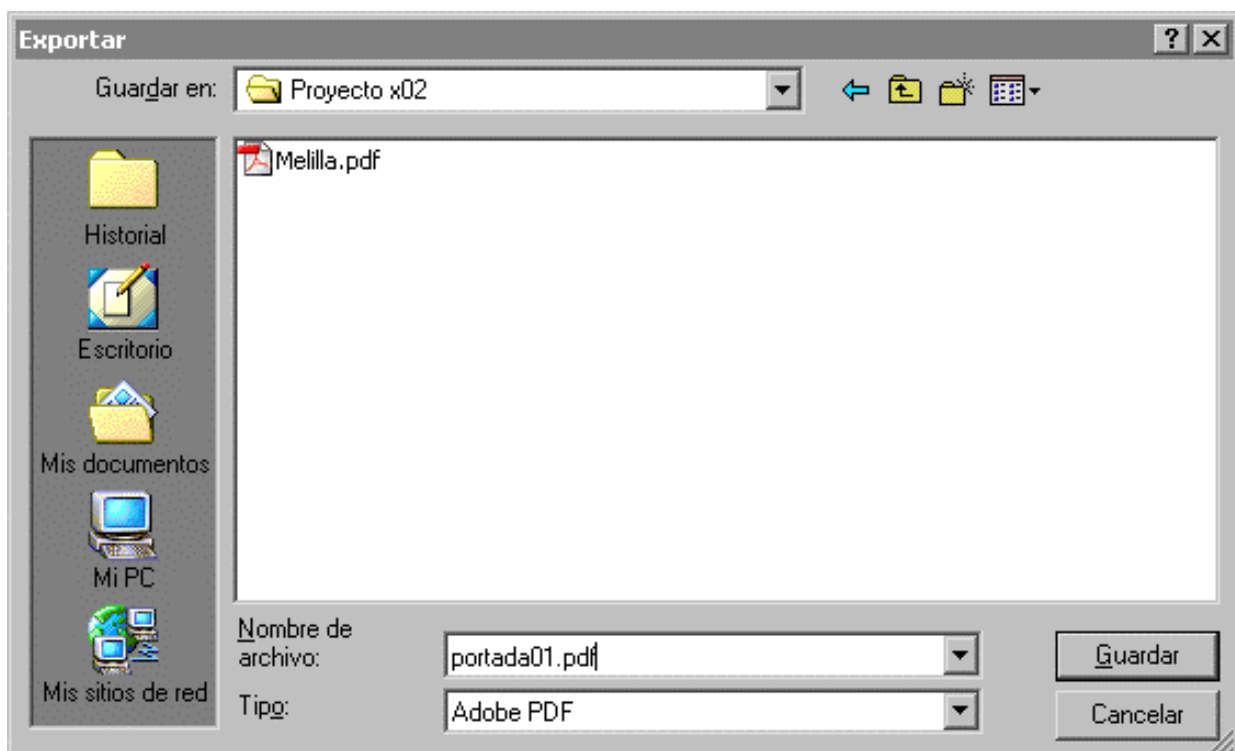 Exportar
Guardar en:
Proyecto x02
Historial
Escritorio
Mis documentos
Mi PC
Mis sitios de red
Melilla.pdf
Nombre de
archivo:
portada01.pdf
Guardar
Tipo:
Adobe PDF
Cancelar